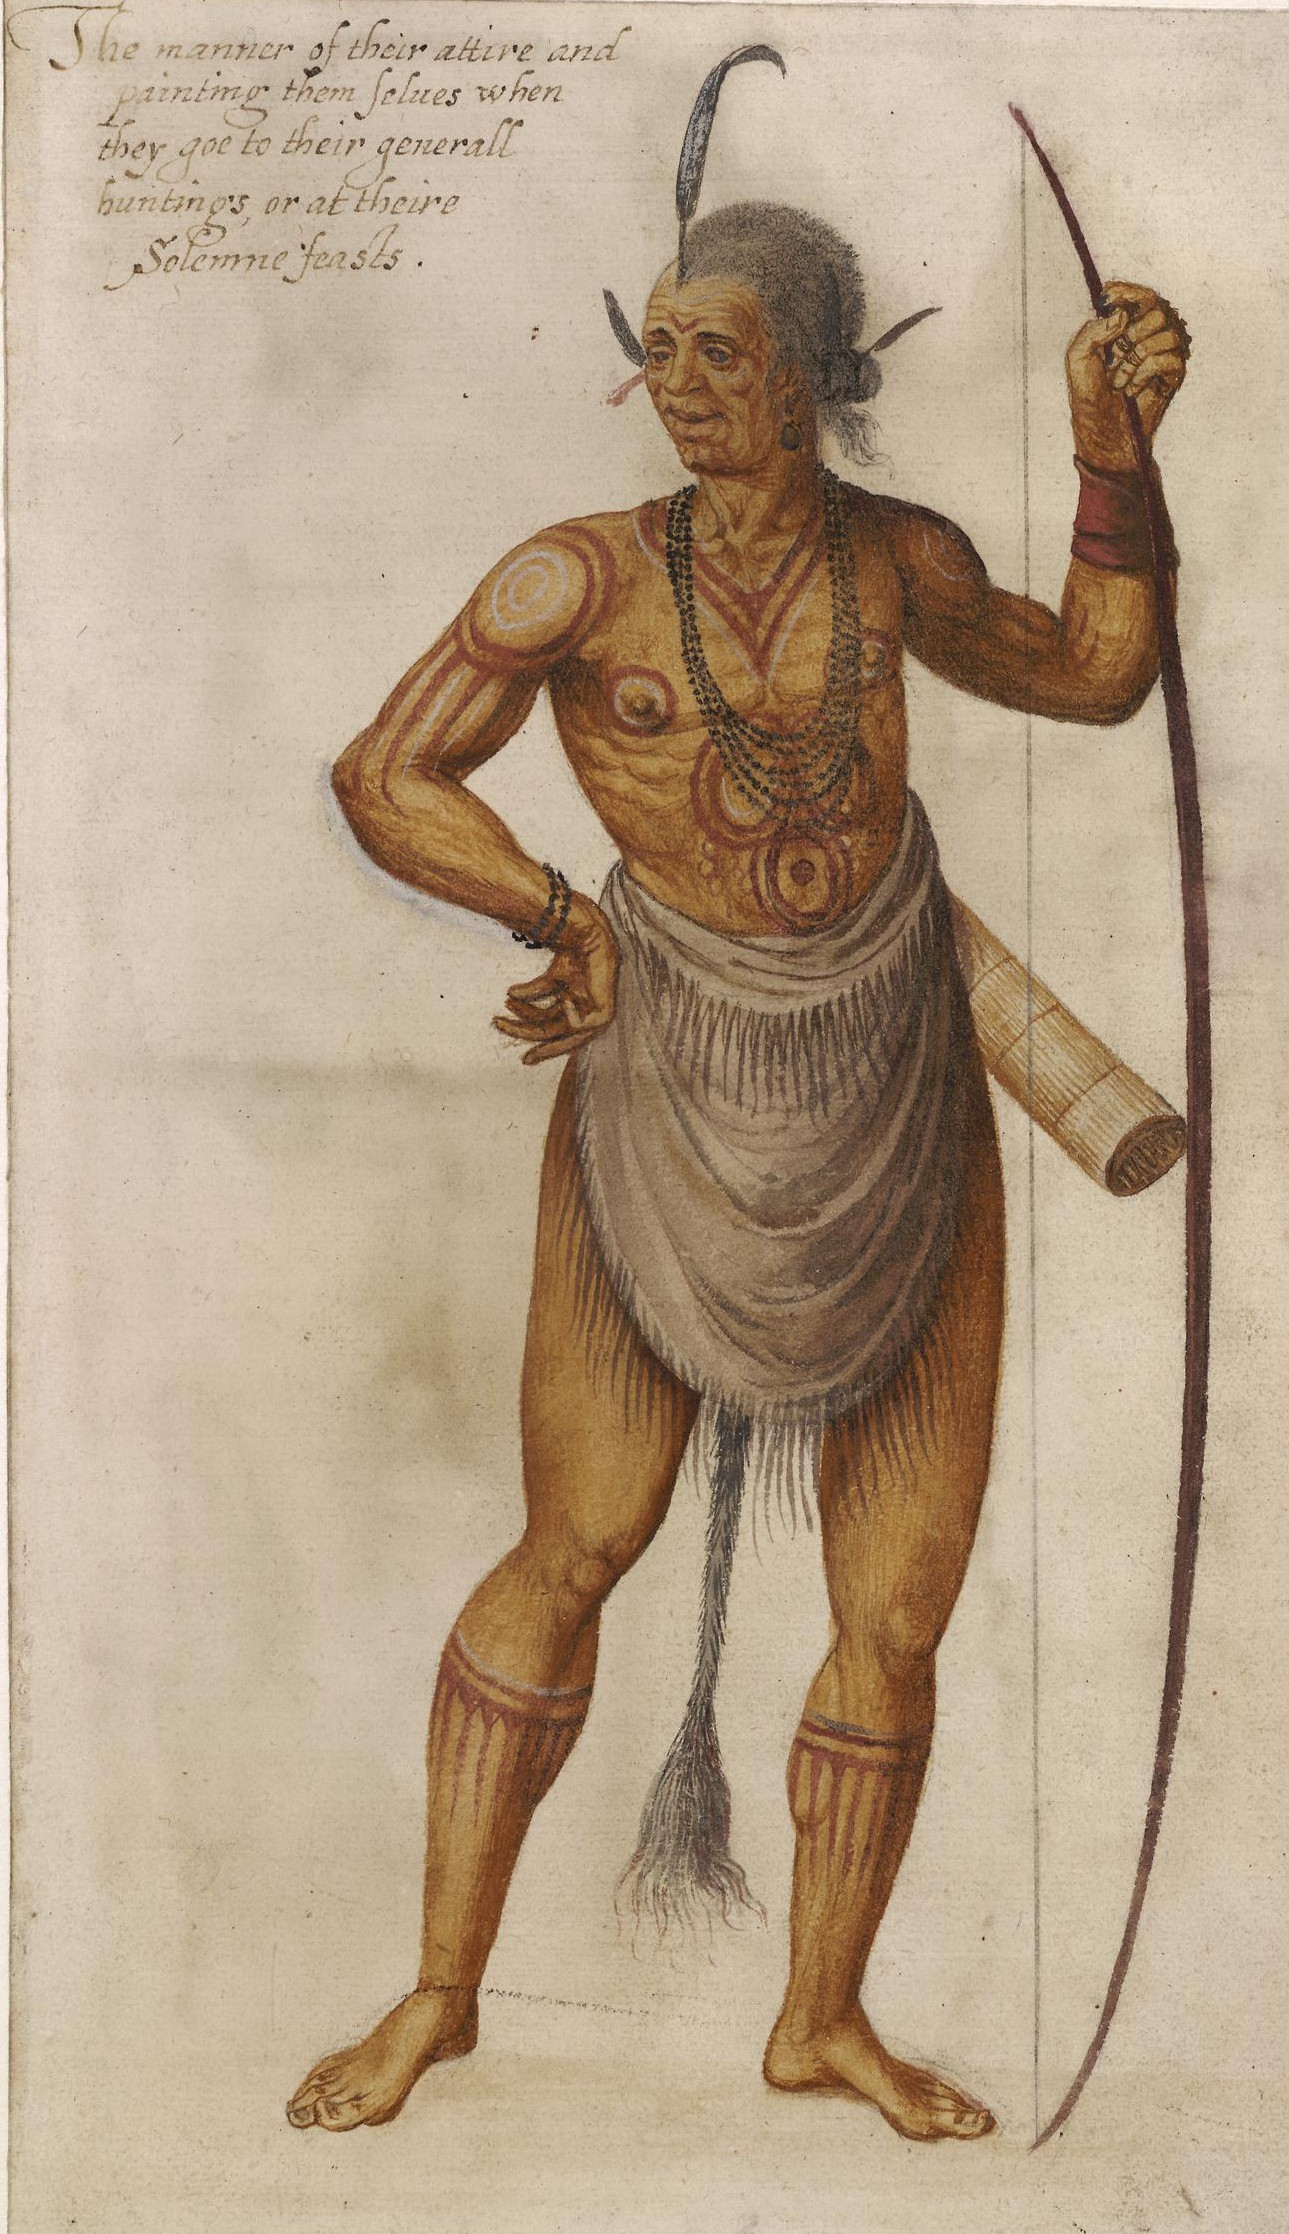 The manner of their attire and
painting them selues when
they goe to their generall
huntings, or at theire
Solemne feasts.